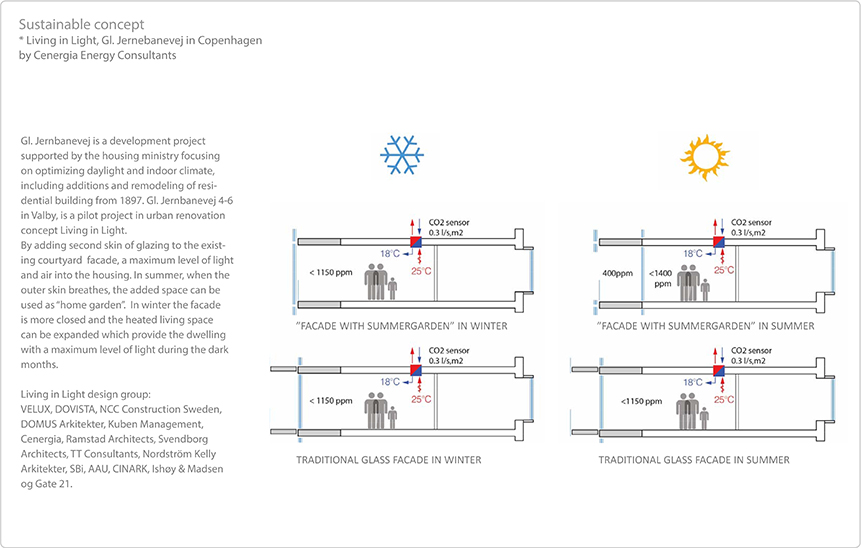 Sustainable concept
* Living in Light, Gl. Jernebanevej in Copenhagen
by Cenergia Energy Consultants
Gl. Jernbanevej is a development project
supported by the housing ministry focusing
on optimizing daylight and indoor climate,
including additions and remodeling of resi-
dential building from 1897. Gl. Jernbanevej 4-6
in Valby, is a pilot project in urban renovation
concept Living in Light.
By adding second skin of glazing to the exist-
ing courtyard facade, a maximum level of light
and air into the housing. In summer, when the
outer skin breathes, the added space can be
used as “home garden”. In winter the facade
is more closed and the heated living space
can be expanded which provide the dwelling
with a maximum level of light during the dark
months.
Living in Light design group:
VELUX, DOVISTA, NCC Construction Sweden,
DOMUS Arkitekter, Kuben Management,
Cenergia, Ramstad Architects, Svendborg
Architects, TT Consultants, Nordström Kelly
Arkitekter, SBi, AAU, CINARK, Ishøy & Madsen
og Gate 21.
CO2 sensor
0.3 l/s,m2
18°C
< 1150 ppm
25°C
”FACADE WITH SUMMERGARDEN” IN WINTER
CO2 sensor
0.3 l/s,m2
18°C
400ppm
<1400
ppm
25°C
”FACADE WITH SUMMERGARDEN” IN SUMMER
CO2 sensor
0.3 l/s,m2
18°C
< 1150 ppm
25°C
TRADITIONAL GLASS FACADE IN WINTER
CO2 sensor
0.3 l/s,m2
18°C
<1150 ppm
25°C
TRADITIONAL GLASS FACADE IN SUMMER